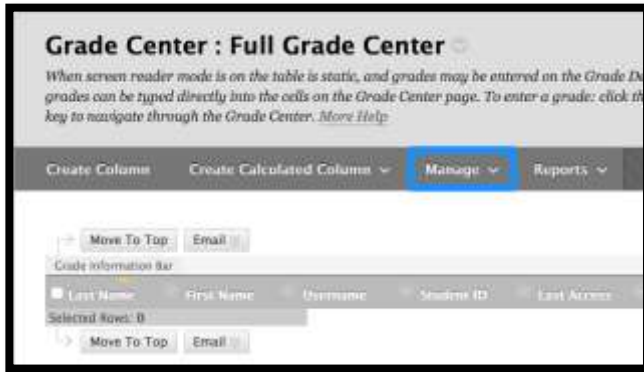 Grade Center : Full Grade Center
When screen reader mode is on the table is static, and grades may be entered on the Grade De
grades can be typed directly into the cells on the Grade Center page. To enter a grade: click th
key to navigate through the Grade Center. More Help
Create Column Create Calculated Column Manage Reports
Move To Top Email
Grade Information Bar
Last Name First Name Username Student ID Last Access
Selected Rows: 0
Move To Top Email